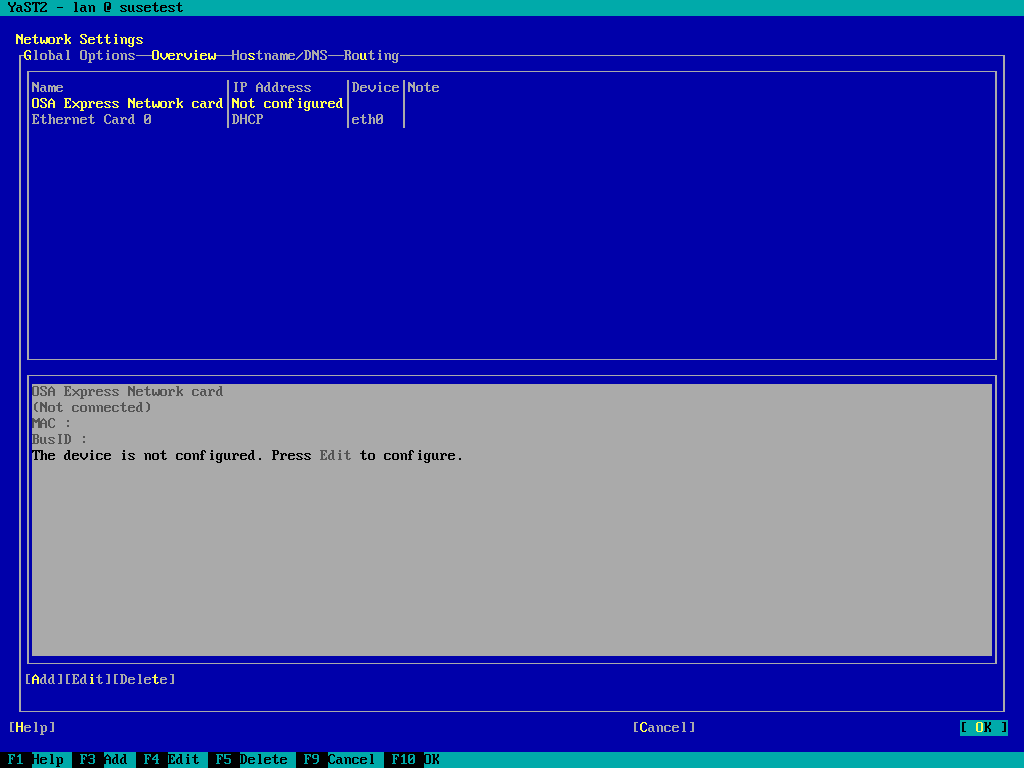 YaST2 - lan @ susetest
Network Settings
Global Options Overview Hostname/DNS Routing
Name IP Address Device Note
OSA Express Network card Not configured
Ethernet Card 0 DHCP eth0
OSA Express Network card
(Not connected)
MAC :
BusID :
The device is not configured. Press Edit to configure.
[Add][Edit][Delete]
[Help] [Cancel] [ OK ]
F1 Help F3 Add F4 Edit F5 Delete F9 Cancel F10 OK